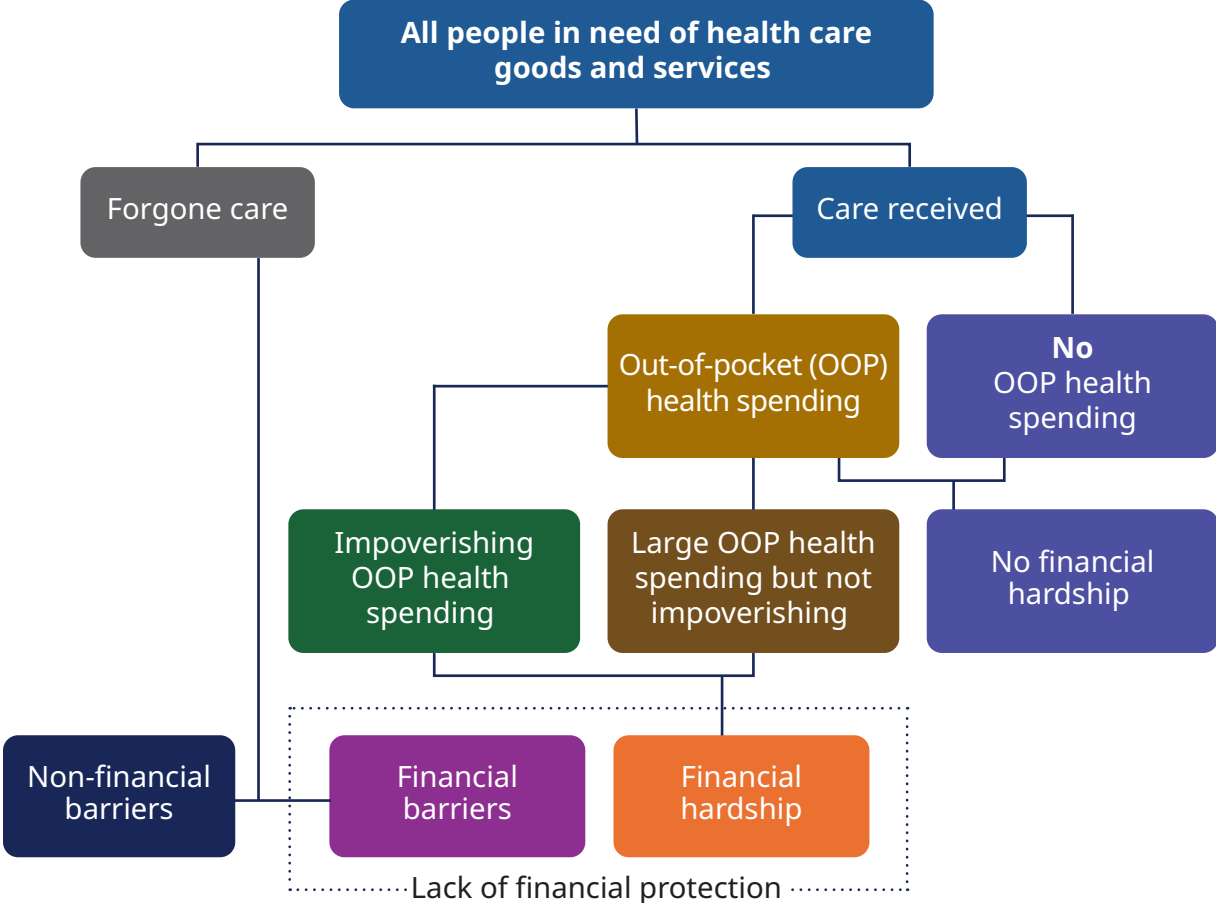 All people in need of health care
goods and services
Forgone care
Care received
Out-of-pocket (OOP)
health spending
No
OOP health
spending
Impoverishing
OOP health
spending
Large OOP health
spending but not
impoverishing
No financial
hardship
Non-financial
barriers
Financial
barriers
Financial
hardship
Lack of financial protection